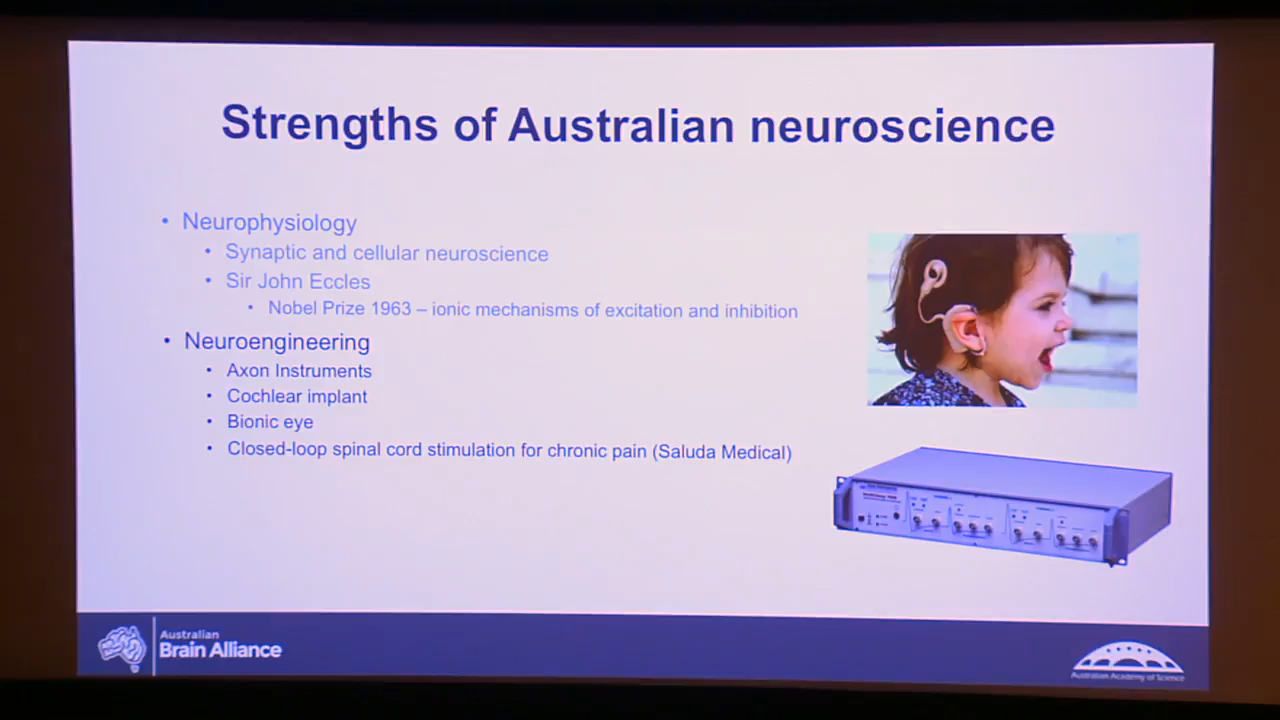 Strengths of Australian neuroscience
• Neurophysiology
• Synaptic and cellular neuroscience
• Sir John Eccles
• Nobel Prize 1963 – ionic mechanisms of excitation and inhibition
• Neuroengineering
• Axon Instruments
• Cochlear implant
• Bionic eye
• Closed-loop spinal cord stimulation for chronic pain (Saluda Medical)
Australian
Brain Alliance
Australian Academy of Science